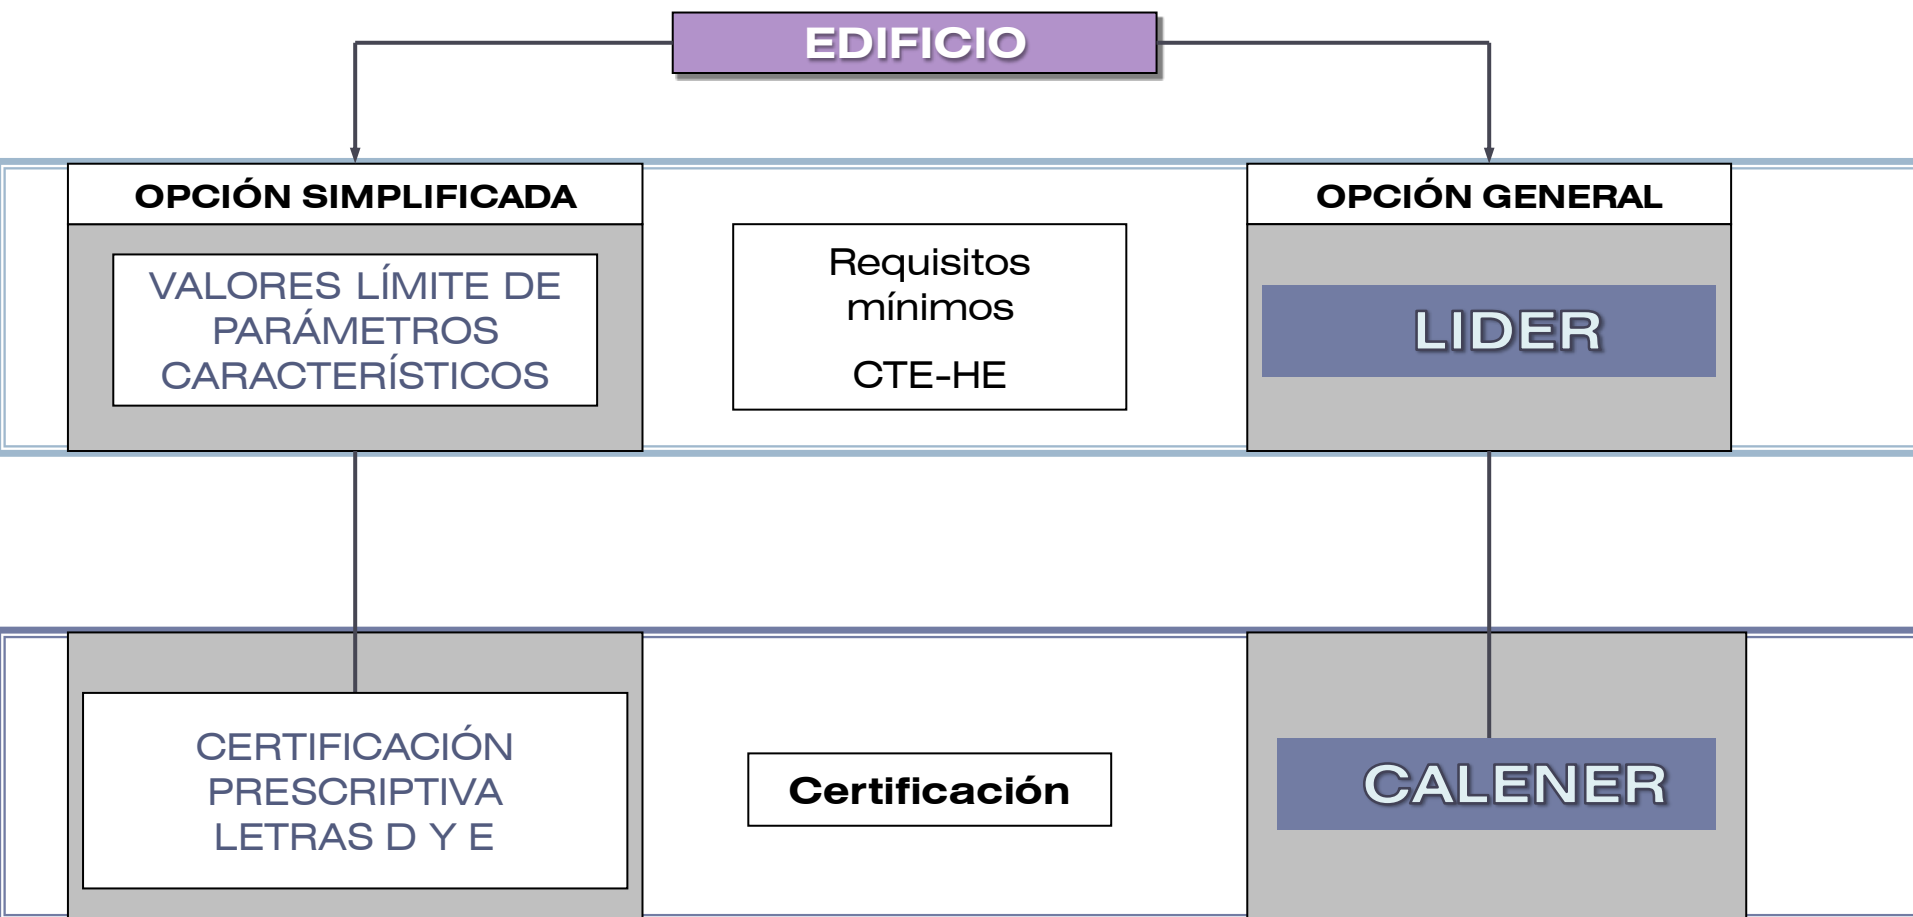 EDIFICIO
OPCIÓN SIMPLIFICADA
VALORES LÍMITE DE
PARÁMETROS
CARACTERÍSTICOS
Requisitos
mínimos
CTE-HE
OPCIÓN GENERAL
LIDER
CERTIFICACIÓN
PRESCRIPTIVA
LETRAS D Y E
Certificación
CALENER